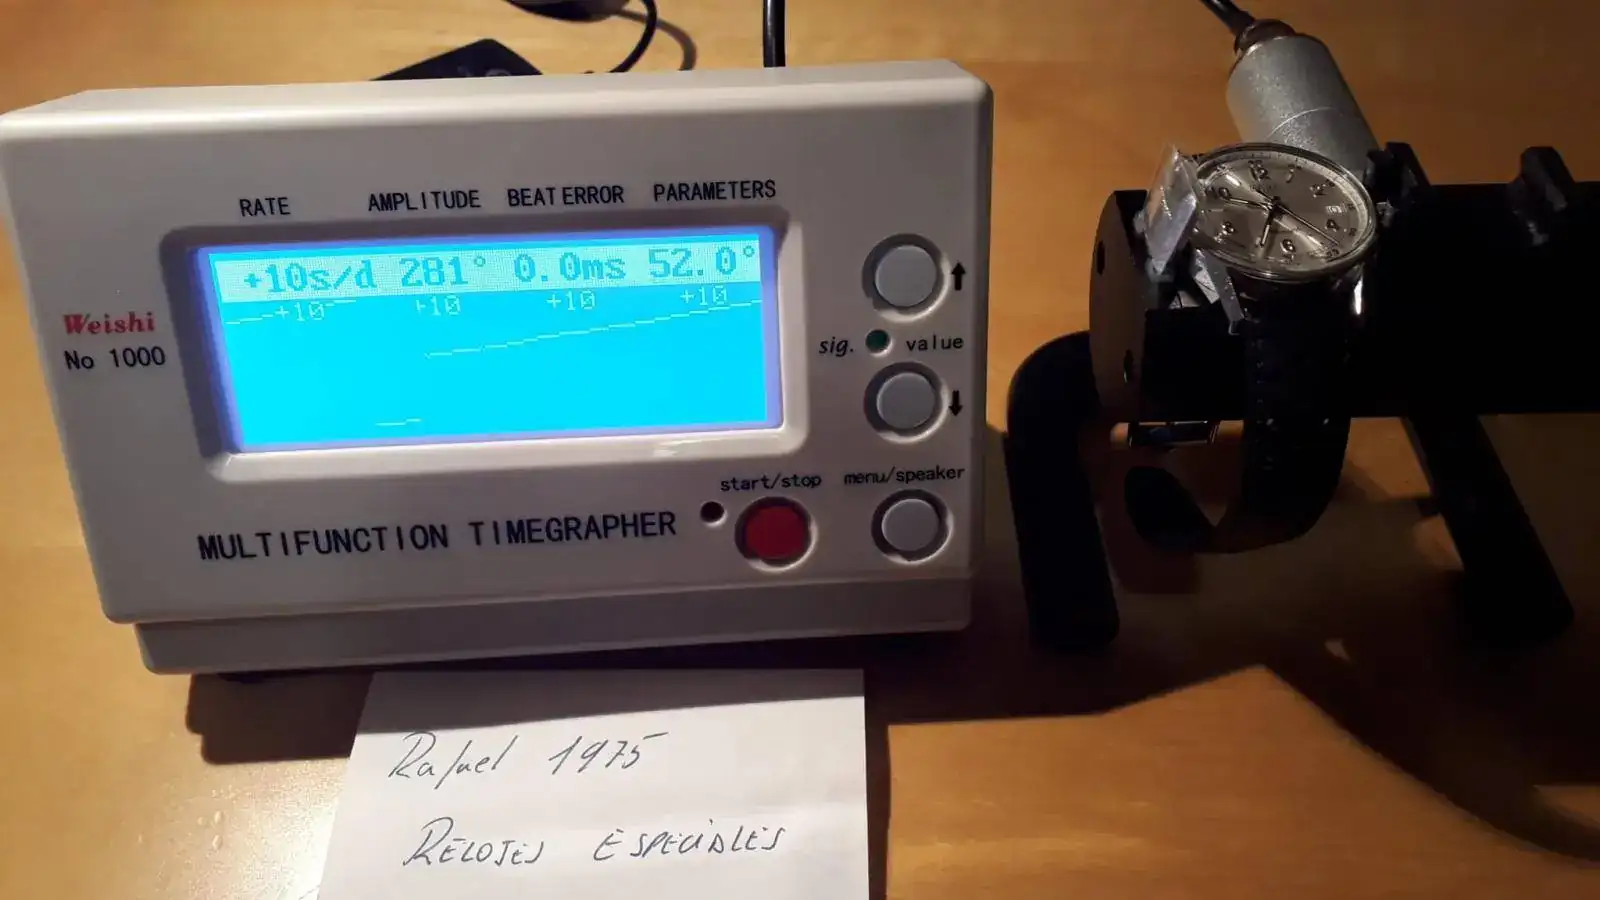 RATE AMPLITUDE BEAT ERROR PARAMETERS
+10s/d 281° 0.0ms 52.0°
+10 +10 +10 +10
Weishi
No 1000
sig. value
start/stop menu/speaker
MULTIFUNCTION TIMEGRAPHER
Rafael 1975
RELOJES ESPECIALES